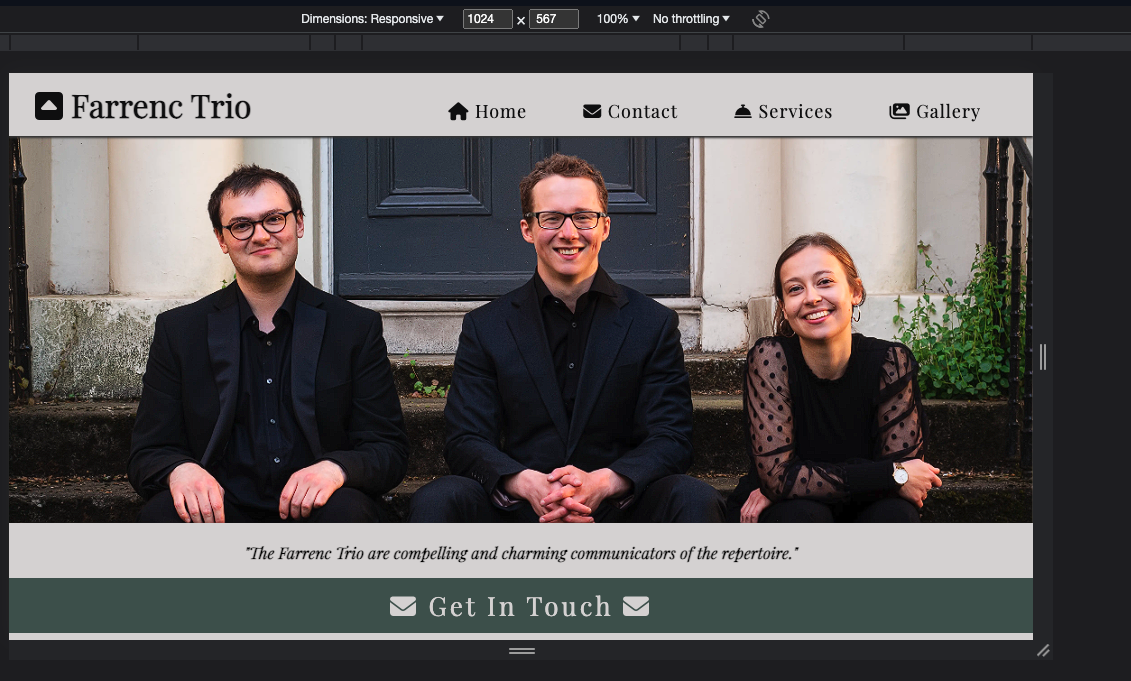 Dimensions: Responsive 1024 × 567 100% No throttling
Farrenc Trio Home Contact Services Gallery
"The Farrenc Trio are compelling and charming communicators of the repertoire."
Get In Touch